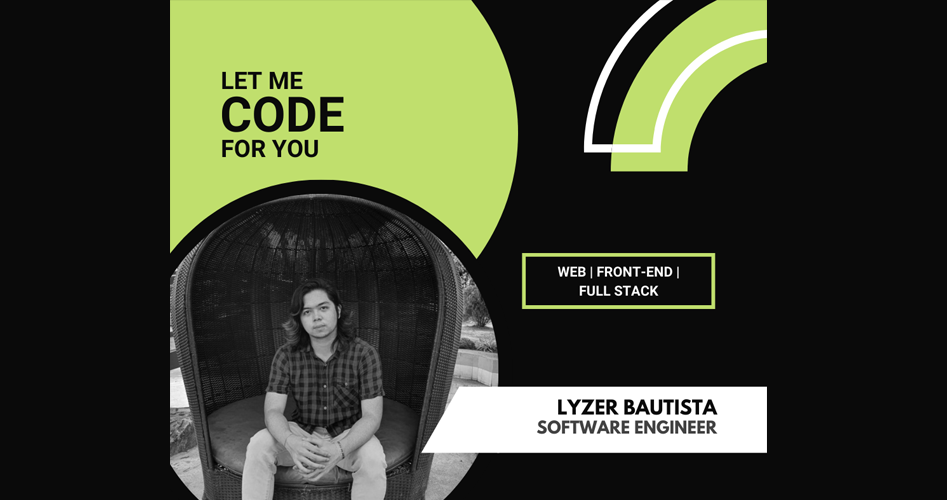 LET ME
CODE
FOR YOU
WEB | FRONT-END |
FULL STACK
LYZER BAUTISTA
SOFTWARE ENGINEER